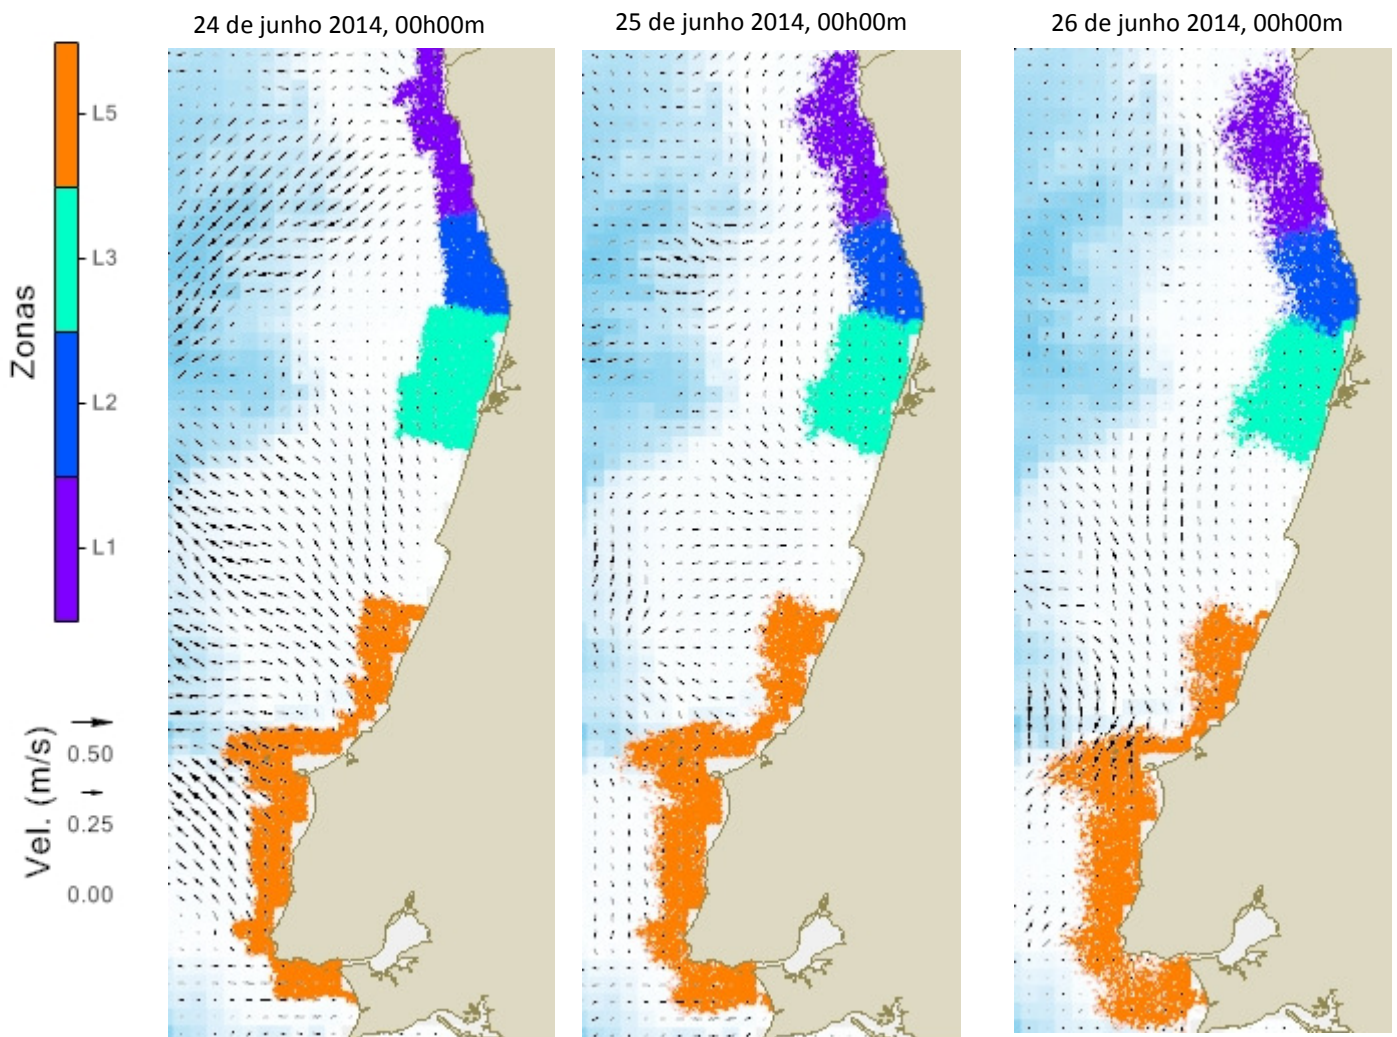 24 de junho 2014, 00h00m
25 de junho 2014, 00h00m
26 de junho 2014, 00h00m
Zonas
L5
L3
L2
L1
Vel. (m/s)
0.50
0.25
0.00